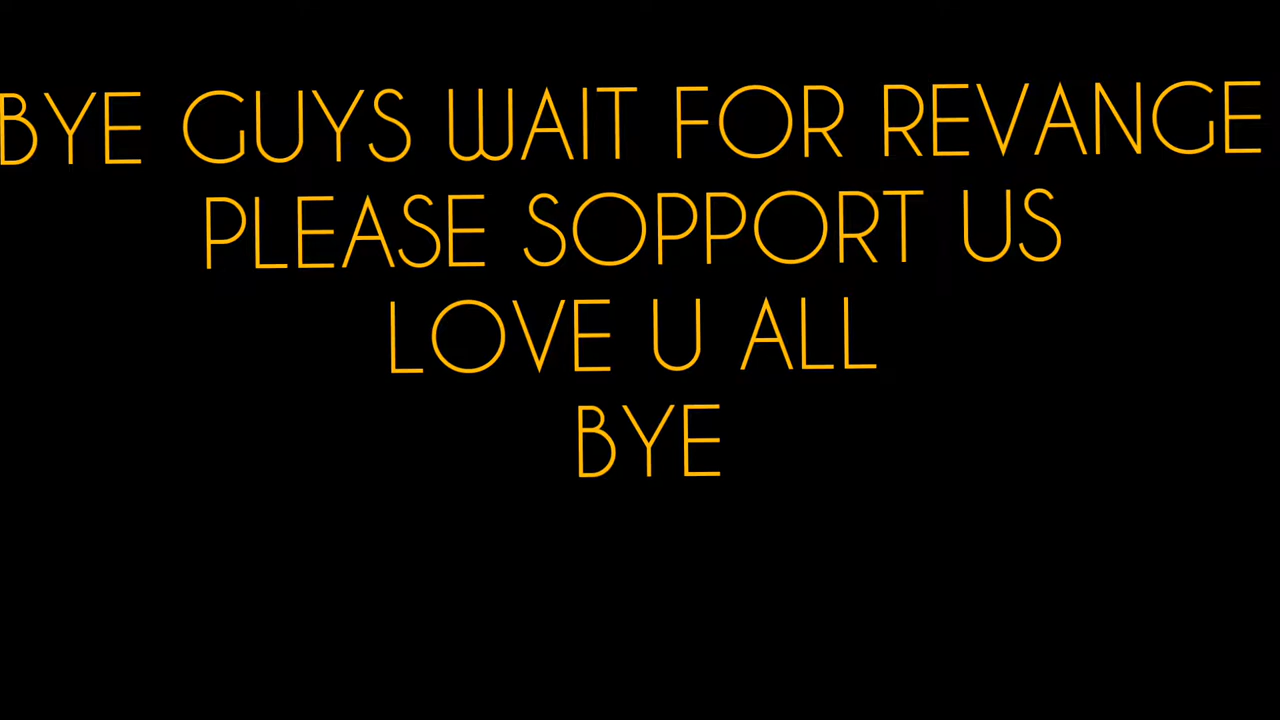 BYE GUYS WAIT FOR REVANGE
PLEASE SOPPORT US
LOVE U ALL
BYE